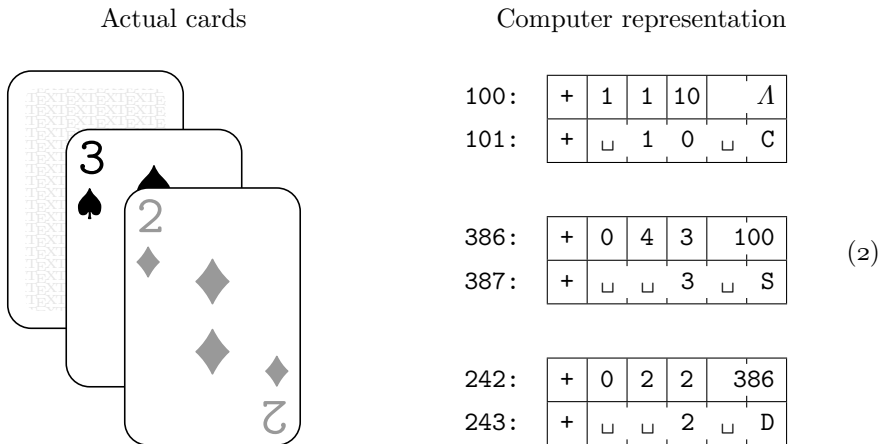 Actual cards
Computer representation
3
2
2
100: + 1 1 10 Λ
101: + ␣ 1 0 ␣ C
386: + 0 4 3 100
387: + ␣ ␣ 3 ␣ S
(2)
242: + 0 2 2 386
243: + ␣ ␣ 2 ␣ D